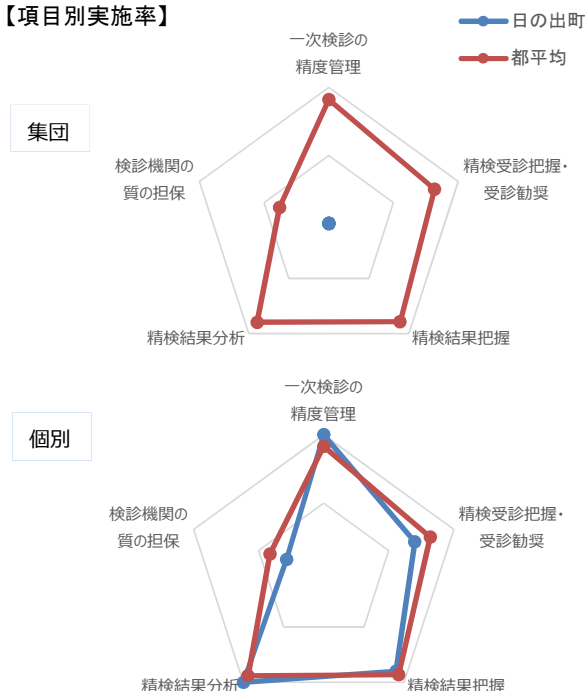 【項目別実施率】
日の出町
都平均
集団
一次検診の
精度管理
検診機関の
質の担保
精検受診把握・
受診勧奨
精検結果分析
精検結果把握
個別
一次検診の
精度管理
検診機関の
質の担保
精検受診把握・
受診勧奨
精検結果分析
精検結果把握